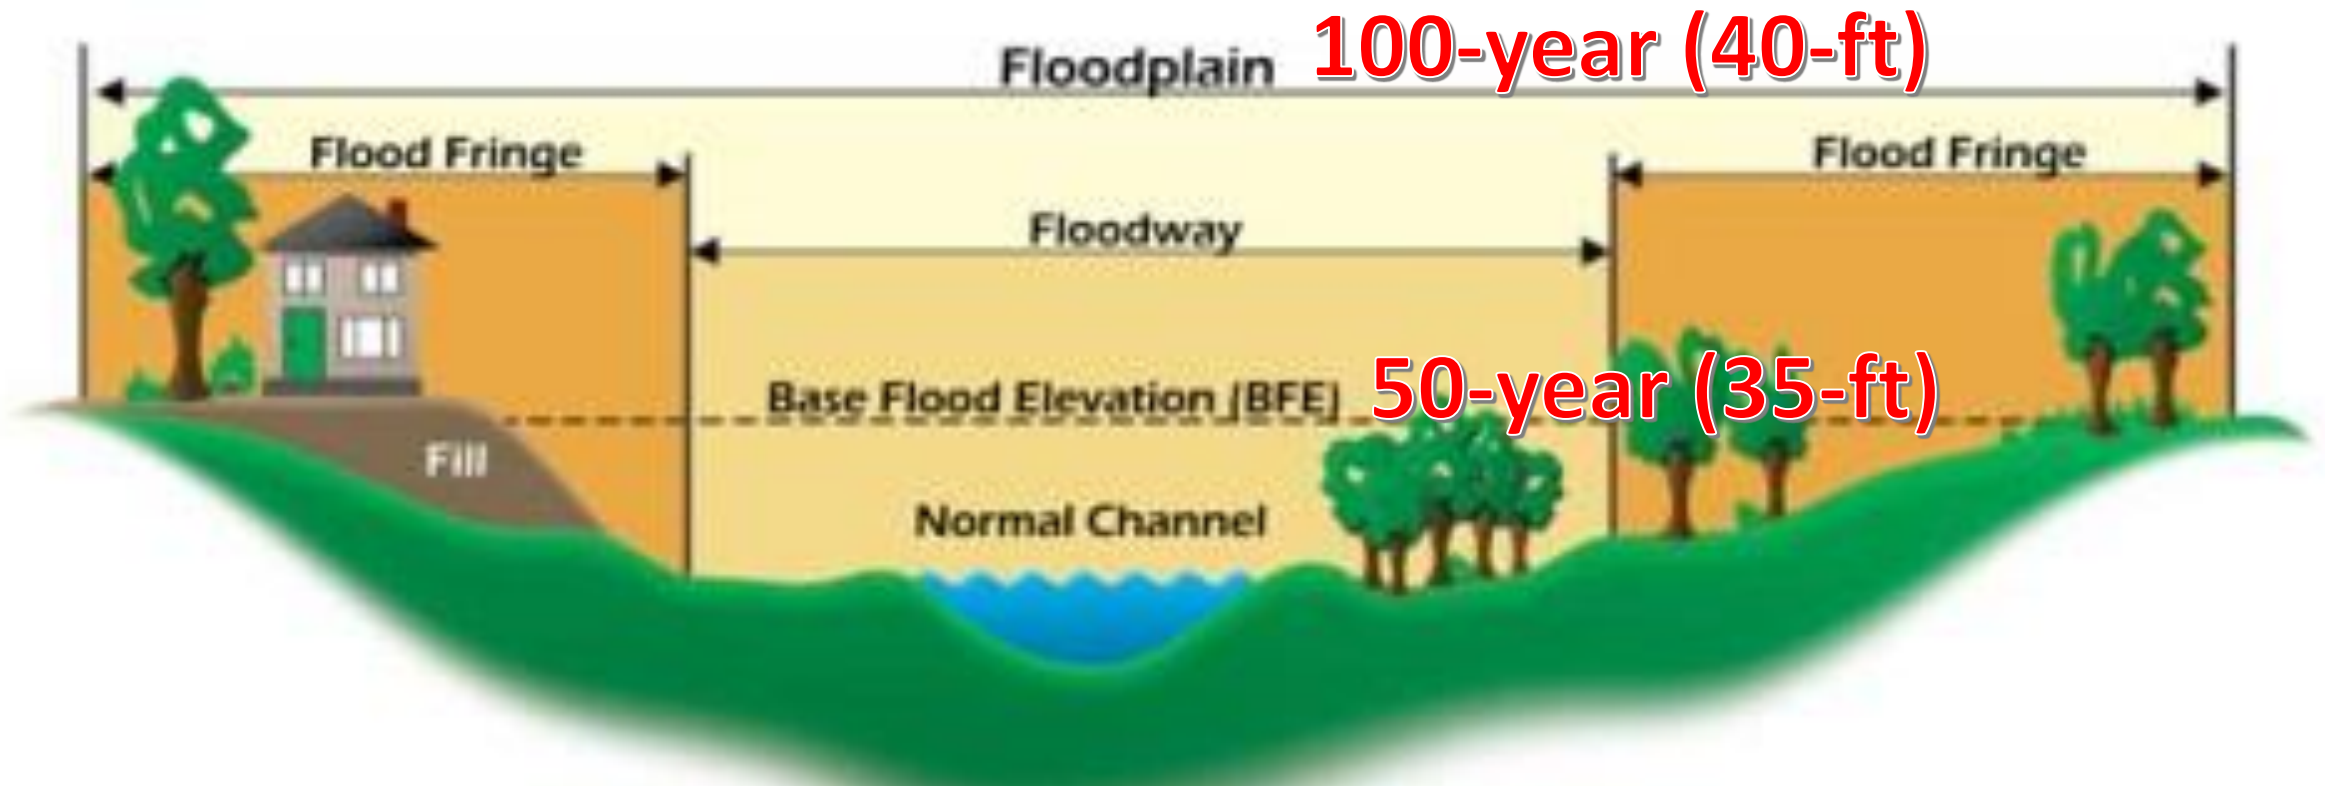 Floodplain 100-year (40-ft)
Flood Fringe
Flood Fringe
Floodway
Base Flood Elevation (BFE) 50-year (35-ft)
Fill
Normal Channel